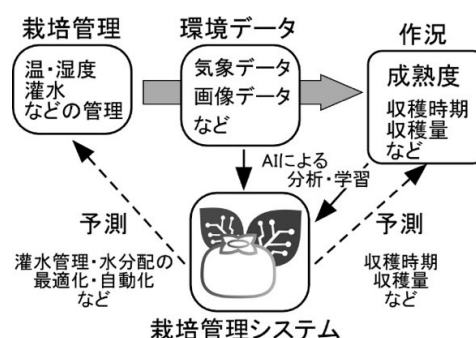 栽培管理
環境データ
作況
温・湿度
灌水
などの管理
気象データ
画像データ
など
成熟度
収穫時期
収穫量
など
AIによる
分析・学習
予測
灌水管理・水分配の
最適化・自動化
など
予測
収穫時期
収穫量
など
栽培管理システム